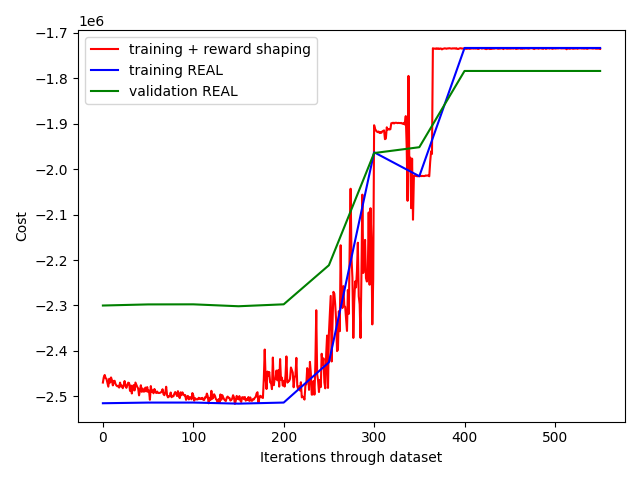 1e6
−1.7
−1.8
−1.9
−2.0
−2.1
−2.2
−2.3
−2.4
−2.5
Cost
training + reward shaping
training REAL
validation REAL
0 100 200 300 400 500
Iterations through dataset